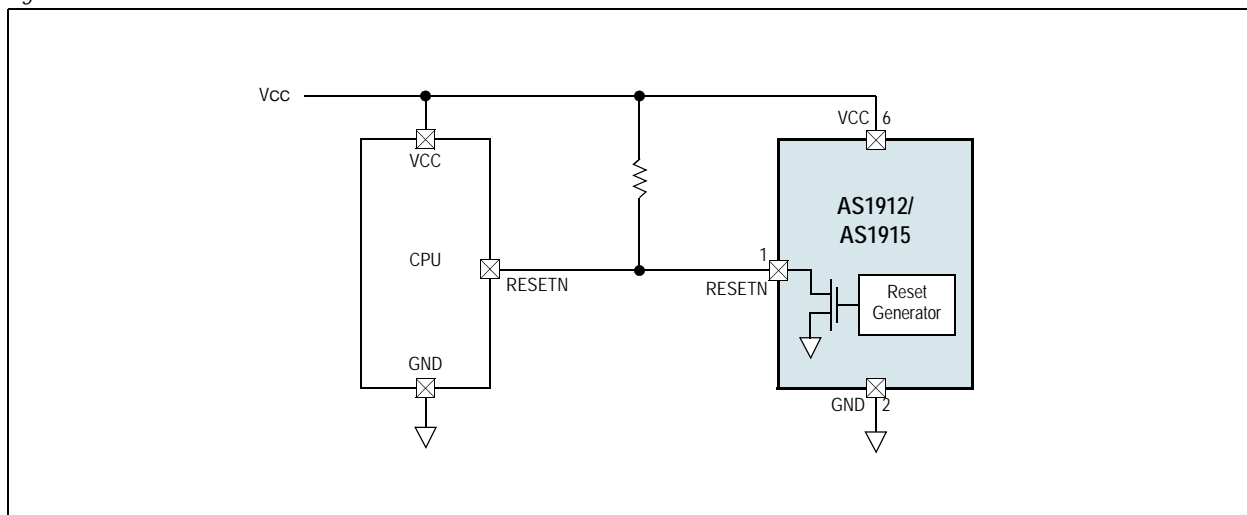 Vcc
VCC 6
VCC
AS1912/
AS1915
CPU
1
RESETN
RESETN
Reset
Generator
GND
GND 2